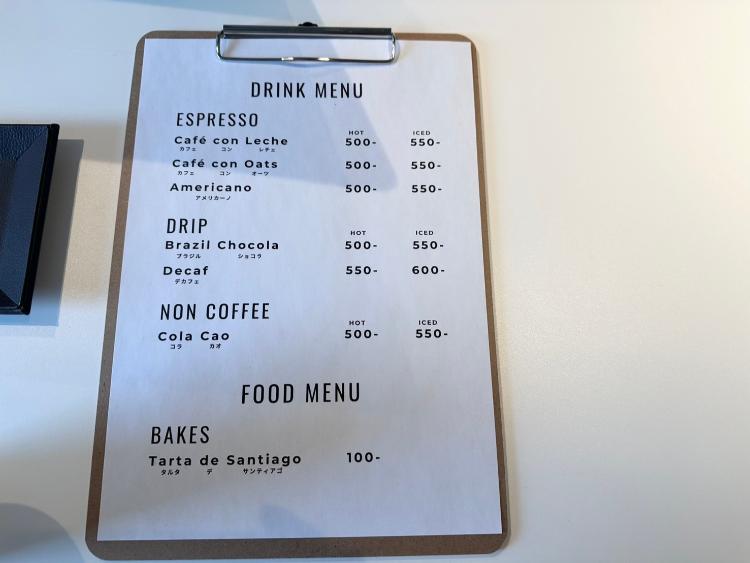 DRINK MENU
ESPRESSO
HOT ICED
Café con Leche 500- 550-
カフェ コン レチェ
Café con Oats 500- 550-
カフェ コン オーツ
Americano 500- 550-
アメリカーノ
DRIP
HOT ICED
Brazil Chocola 500- 550-
ブラジル ショコラ
Decaf 550- 600-
デカフェ
NON COFFEE
HOT ICED
Cola Cao 500- 550-
コラ カオ
FOOD MENU
BAKES
Tarta de Santiago 100-
タルタ デ サンティアゴ